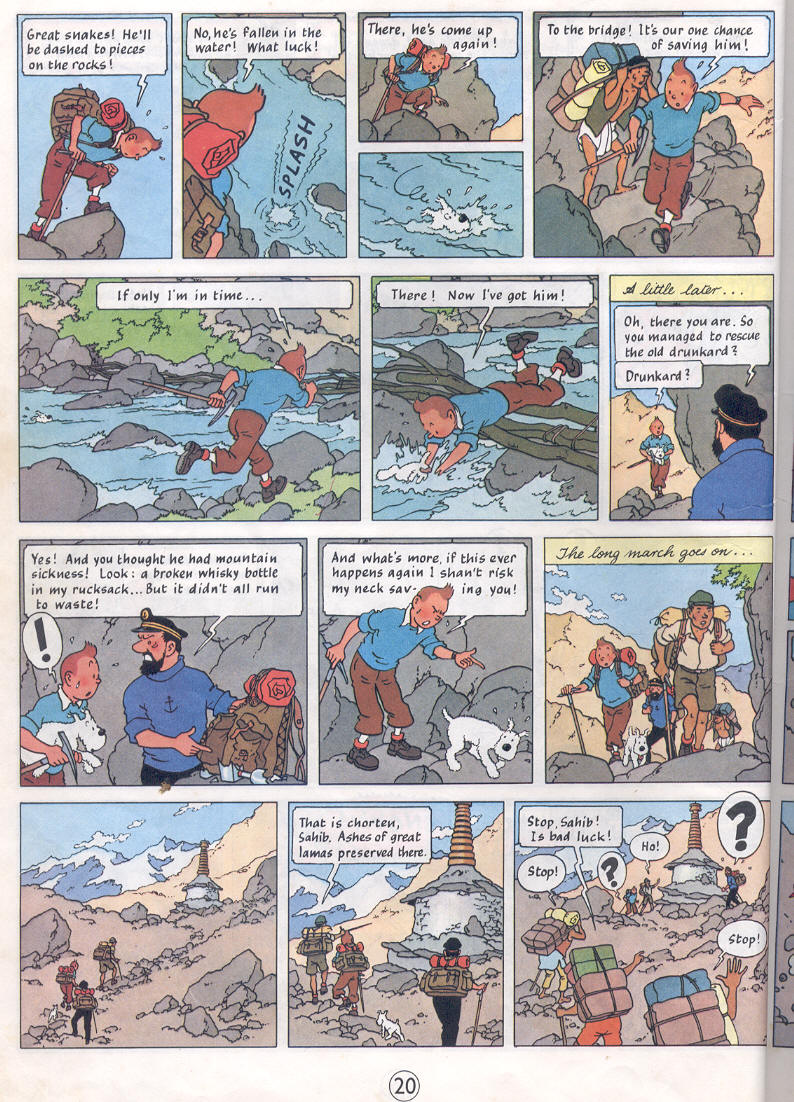 Great snakes! He'll
be dashed to pieces
on the rocks!
No, he's fallen in the
water! What luck!
SPLASH
There, he's come up
again!
To the bridge! It's our one chance
of saving him!
If only I'm in time...
There! Now I've got him!
A little later...
Oh, there you are. So
you managed to rescue
the old drunkard?
Drunkard?
Yes! And you thought he had mountain
sickness! Look: a broken whisky bottle
in my rucksack... But it didn't all run
to waste!
!
And what's more, if this ever
happens again I shan't risk
my neck sav- ing you!
The long march goes on...
That is chorten,
Sahib. Ashes of great
lamas preserved there.
Stop, Sahib!
Is bad luck!
Stop!
?
Ho!
?
Stop!
20